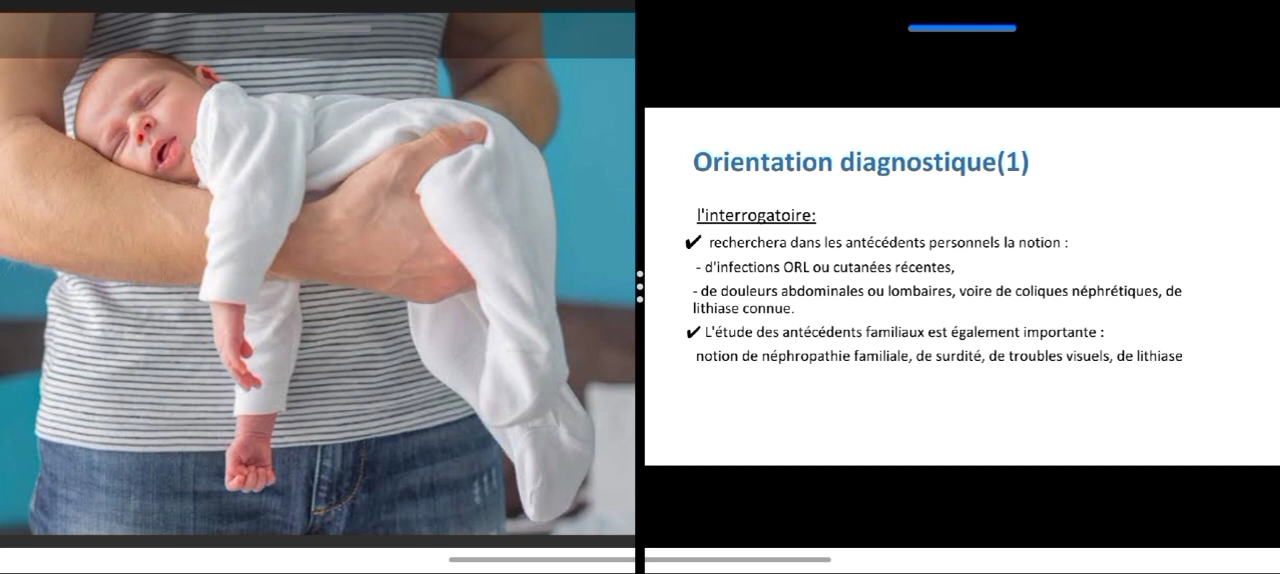 Orientation diagnostique(1)
l'interrogatoire:
✔ recherchera dans les antécédents personnels la notion :
- d'infections ORL ou cutanées récentes,
- de douleurs abdominales ou lombaires, voire de coliques néphrétiques, de
lithiase connue.
✔ L'étude des antécédents familiaux est également importante :
notion de néphropathie familiale, de surdité, de troubles visuels, de lithiase